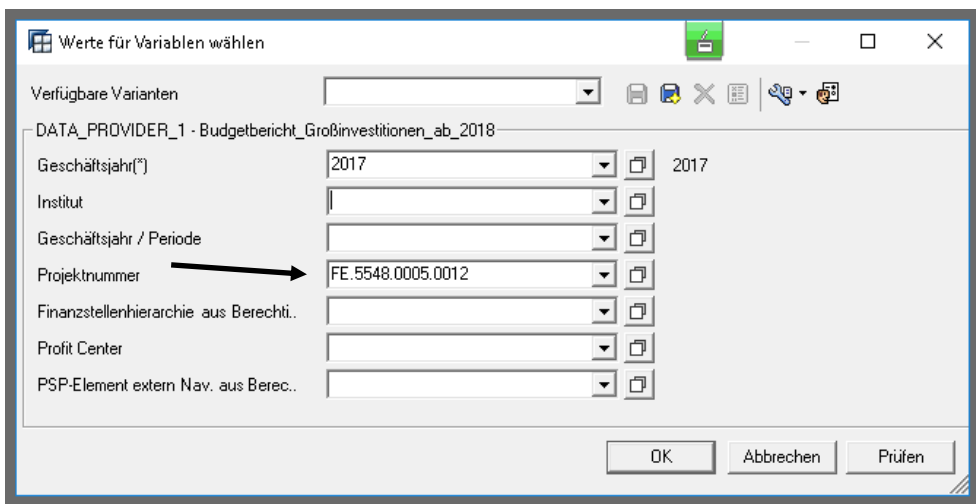 Werte für Variablen wählen
Verfügbare Varianten
DATA_PROVIDER_1 - Budgetbericht_Großinvestitionen_ab_2018
Geschäftsjahr(*) 2017 2017
Institut
Geschäftsjahr / Periode
Projektnummer FE.5548.0005.0012
Finanzstellenhierarchie aus Berechti..
Profit Center
PSP-Element extern Nav. aus Berec..
OK Abbrechen Prüfen